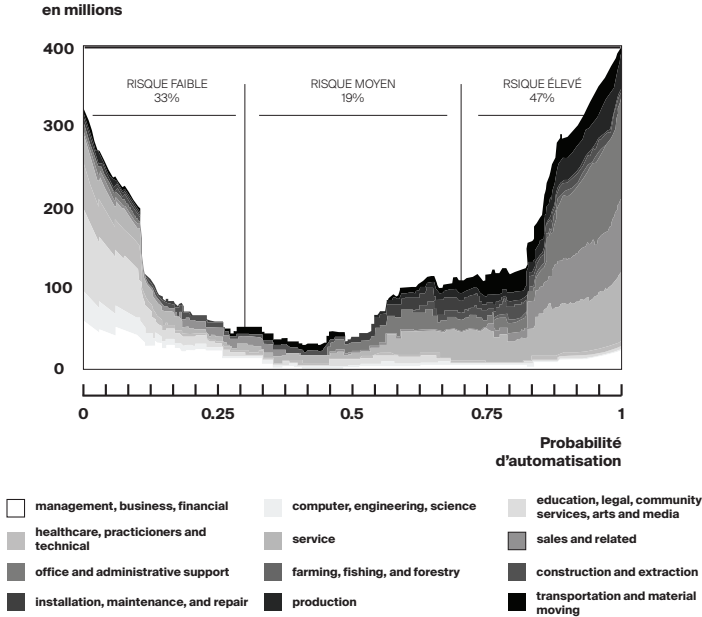 en millions
400
300
200
100
0
RISQUE FAIBLE
33%
RISQUE MOYEN
19%
RSIQUE ÉLEVÉ
47%
0
0.25
0.5
0.75
1
Probabilité
d'automatisation
management, business, financial
computer, engineering, science
education, legal, community
services, arts and media
healthcare, practicioners and
technical
service
sales and related
office and administrative support
farming, fishing, and forestry
construction and extraction
installation, maintenance, and repair
production
transportation and material
moving